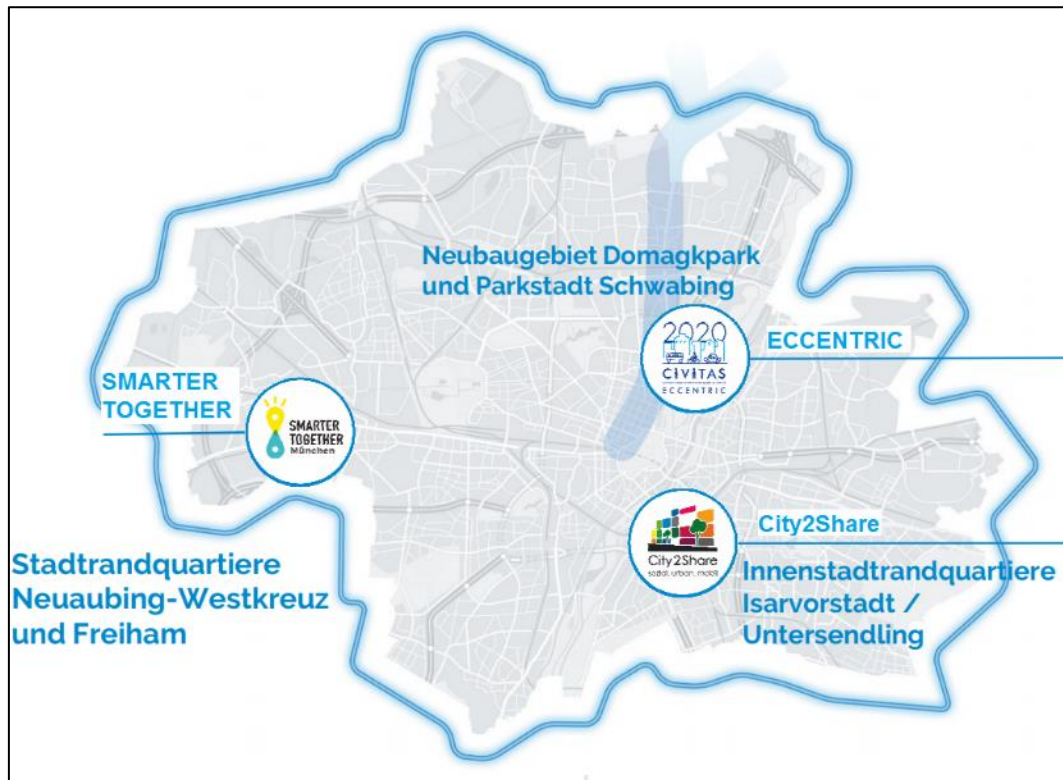 Neubaugebiet Domagkpark
und Parkstadt Schwabing
2020
CIVITAS
ECCENTRIC
ECCENTRIC
SMARTER
TOGETHER
SMARTER
TOGETHER
München
City2Share
sozial, urban, mobil
City2Share
Stadtrandquartiere
Neuaubing-Westkreuz
und Freiham
Innenstadtrandquartiere
Isarvorstadt /
Untersendling